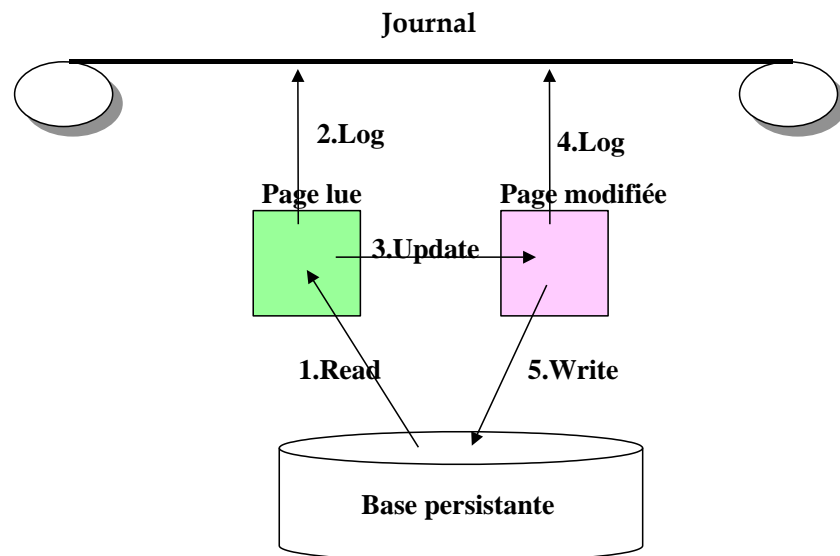 Journal
2.Log
4.Log
Page lue
Page modifiée
3.Update
1.Read
5.Write
Base persistante